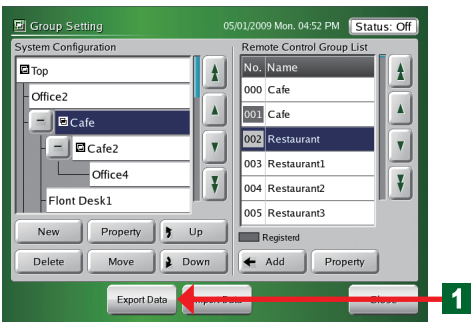 Group Setting
05/01/2009 Mon. 04:52 PM
Status: Off
System Configuration
Top
Office2
Cafe
Cafe2
Office4
Flont Desk1
New
Property
Up
Delete
Move
Down
Remote Control Group List
No. Name
000 Cafe
001 Cafe
002 Restaurant
003 Restaurant1
004 Restaurant2
005 Restaurant3
Registerd
Add
Property
Export Data
Import Data
Close
1